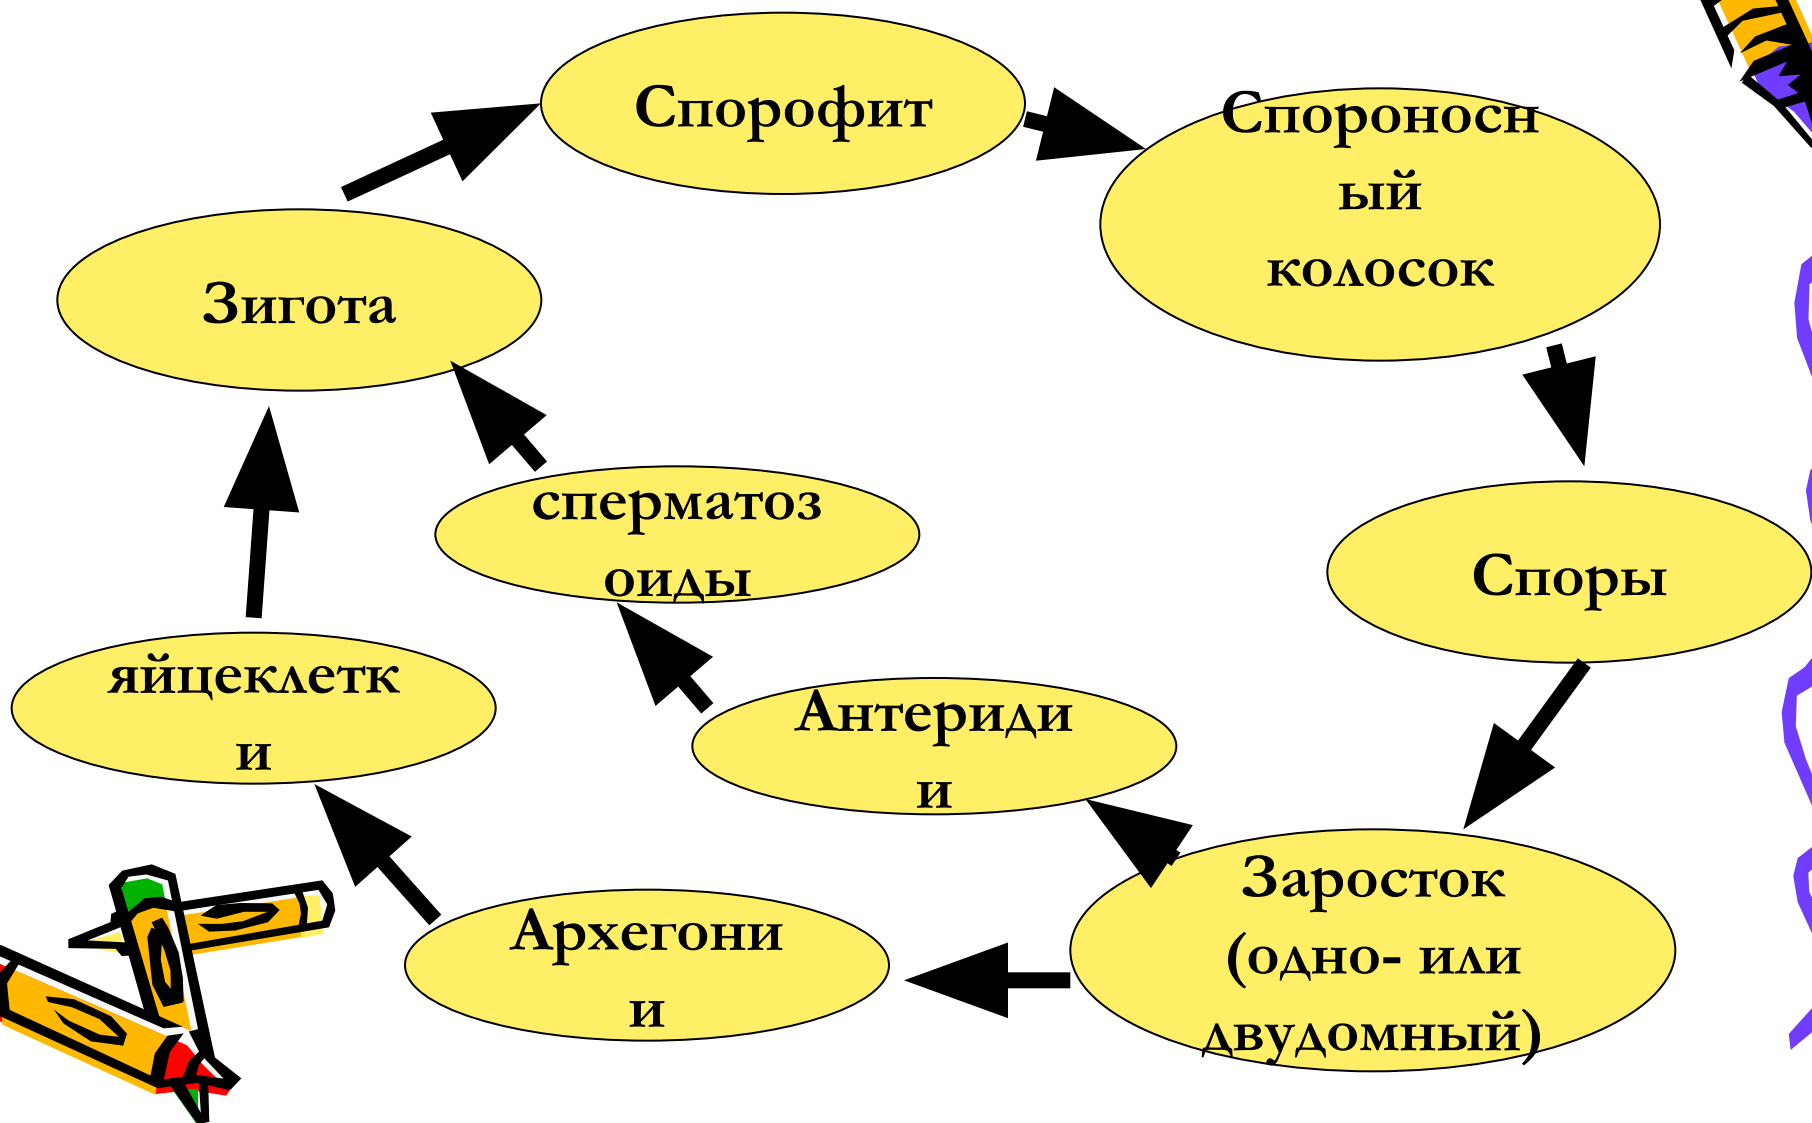 Спорофит
Спороносн
ый
колосок
Зигота
сперматоз
оиды
Споры
яйцеклетк
и
Антериди
и
Заросток
(одно- или
двудомный)
Архегони
и